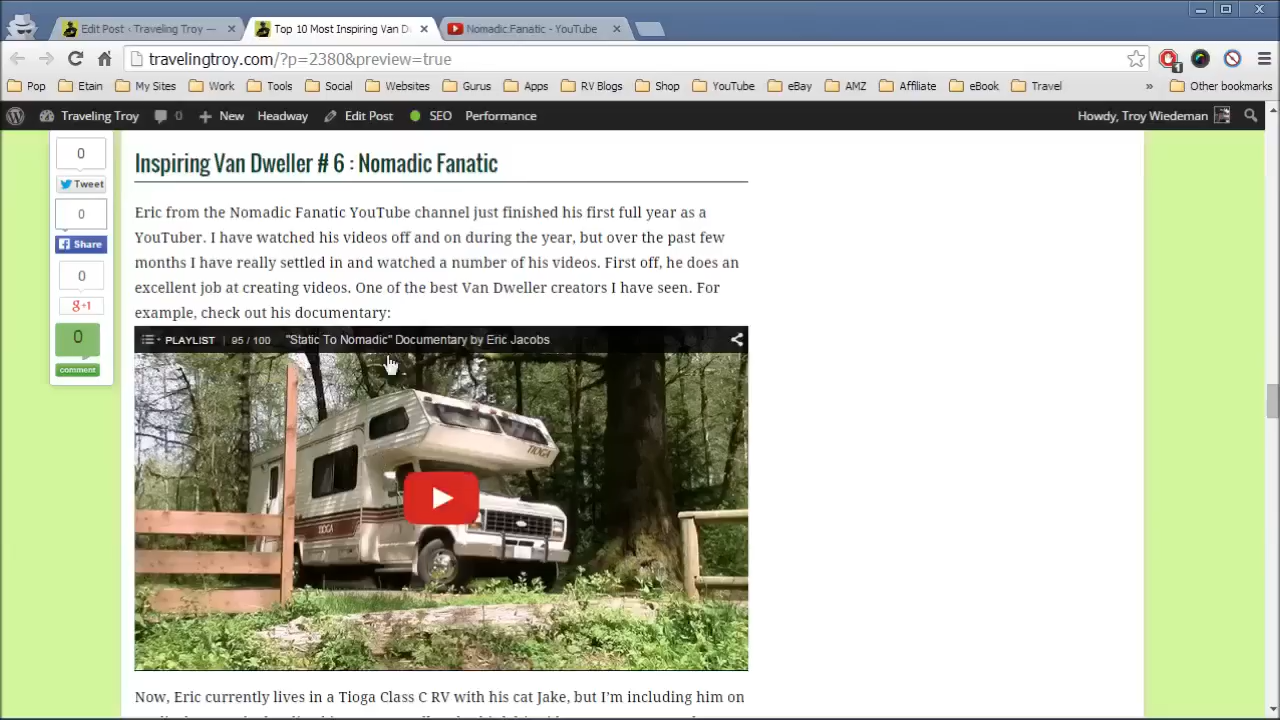 Edit Post ‹ Traveling Troy —
Top 10 Most Inspiring Van D
Nomadic Fanatic - YouTube
travelingtroy.com/?p=2380&preview=true
1
Pop
Etain
My Sites
Work
Tools
Social
Websites
Gurus
Apps
RV Blogs
Shop
YouTube
eBay
AMZ
Affiliate
eBook
Travel
»
Other bookmarks
Traveling Troy
0
New
Headway
Edit Post
SEO
Performance
Howdy, Troy Wiedeman
0
Tweet
0
Share
0
g+1
0
comment
Inspiring Van Dweller # 6 : Nomadic Fanatic
Eric from the Nomadic Fanatic YouTube channel just finished his first full year as a
YouTuber. I have watched his videos off and on during the year, but over the past few
months I have really settled in and watched a number of his videos. First off, he does an
excellent job at creating videos. One of the best Van Dweller creators I have seen. For
example, check out his documentary:
PLAYLIST | 95 / 100 "Static To Nomadic" Documentary by Eric Jacobs
TIOGA
TIOGA
Now, Eric currently lives in a Tioga Class C RV with his cat Jake, but I'm including him on